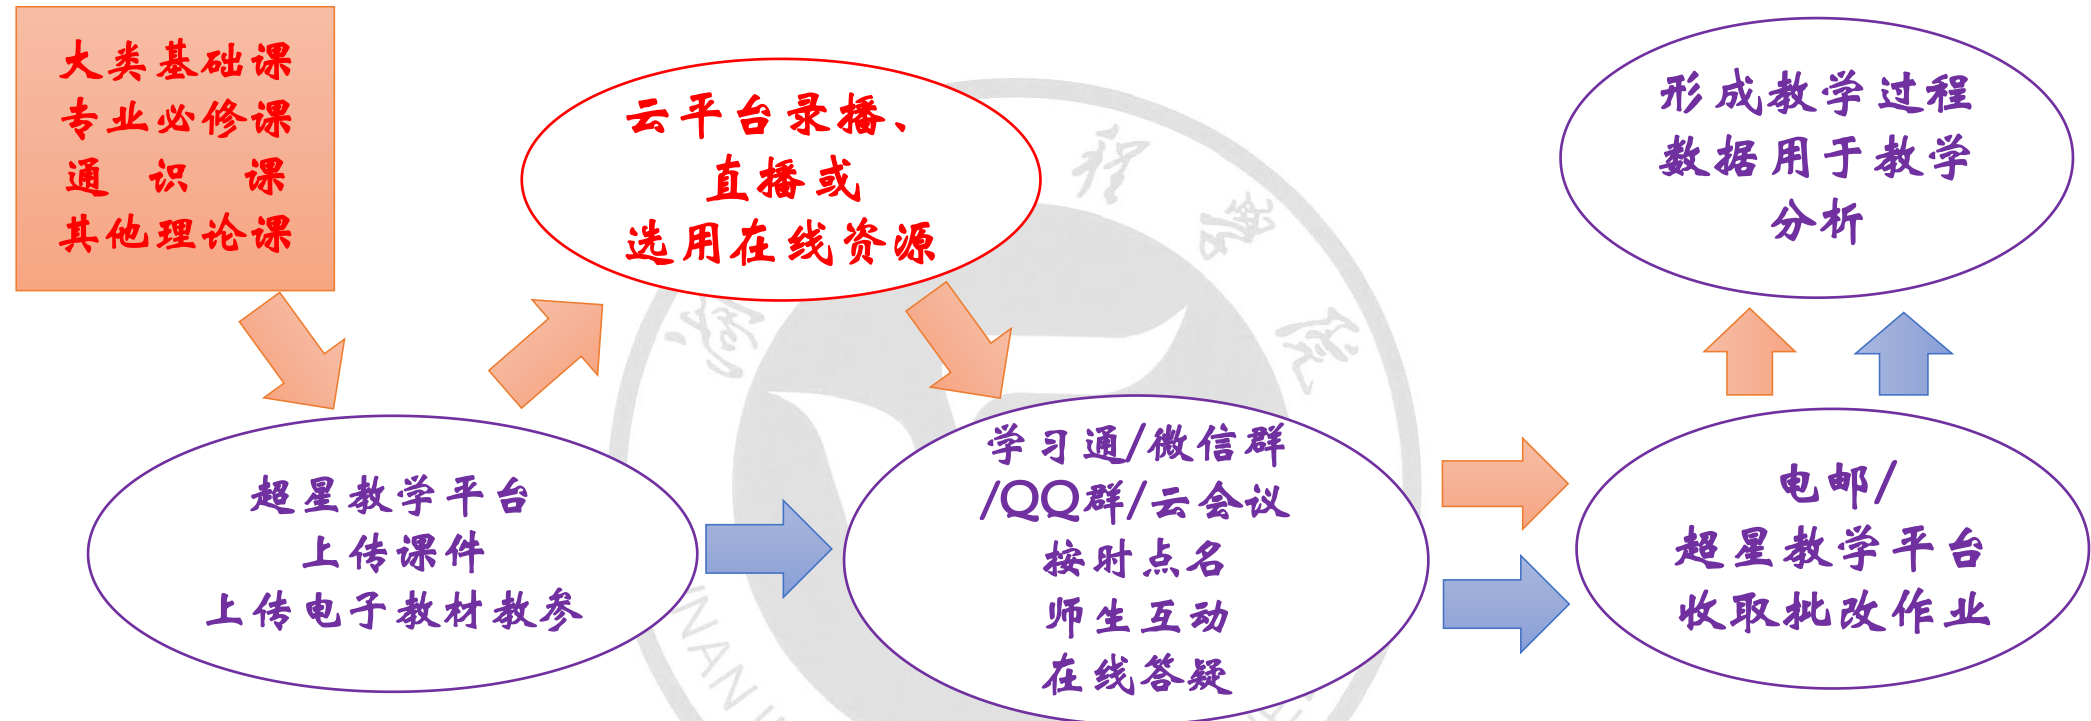 大类基础课
专业必修课
通 识 课
其他理论课
云平台录播、
直播或
选用在线资源
形成教学过程
数据用于教学
分析
超星教学平台
上传课件
上传电子教材教参
学习通/微信群
/QQ群/云会议
按时点名
师生互动
在线答疑
电邮/
超星教学平台
收取批改作业